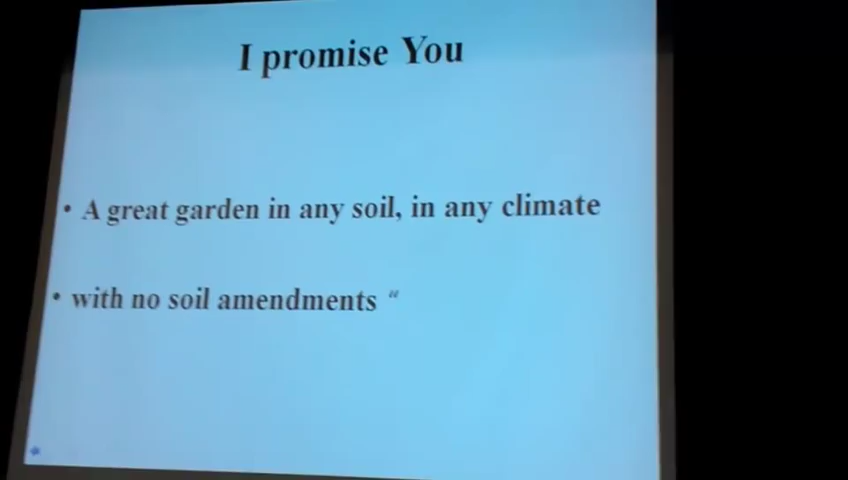 I promise You
• A great garden in any soil, in any climate
• with no soil amendments “